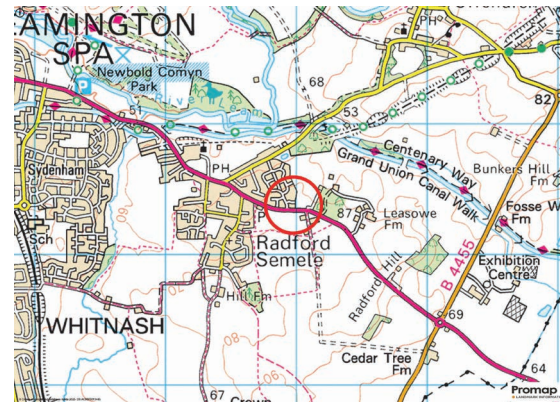 AMINGTON
SPA
PH
Newbold Comyn
Park
P
68
53
82
Centenary Way
Grand Union Canal Walk
Bunkers Hill
Fm
Sydenham
PH
Fosse W
Fm
87
Leasowe
Fm
Sch
Radford
Semele
B 4455
Exhibition
Centre
Radford Hill
Hill Fm
WHITNASH
69
Cedar Tree
Fm
64
67
Crown
Promap